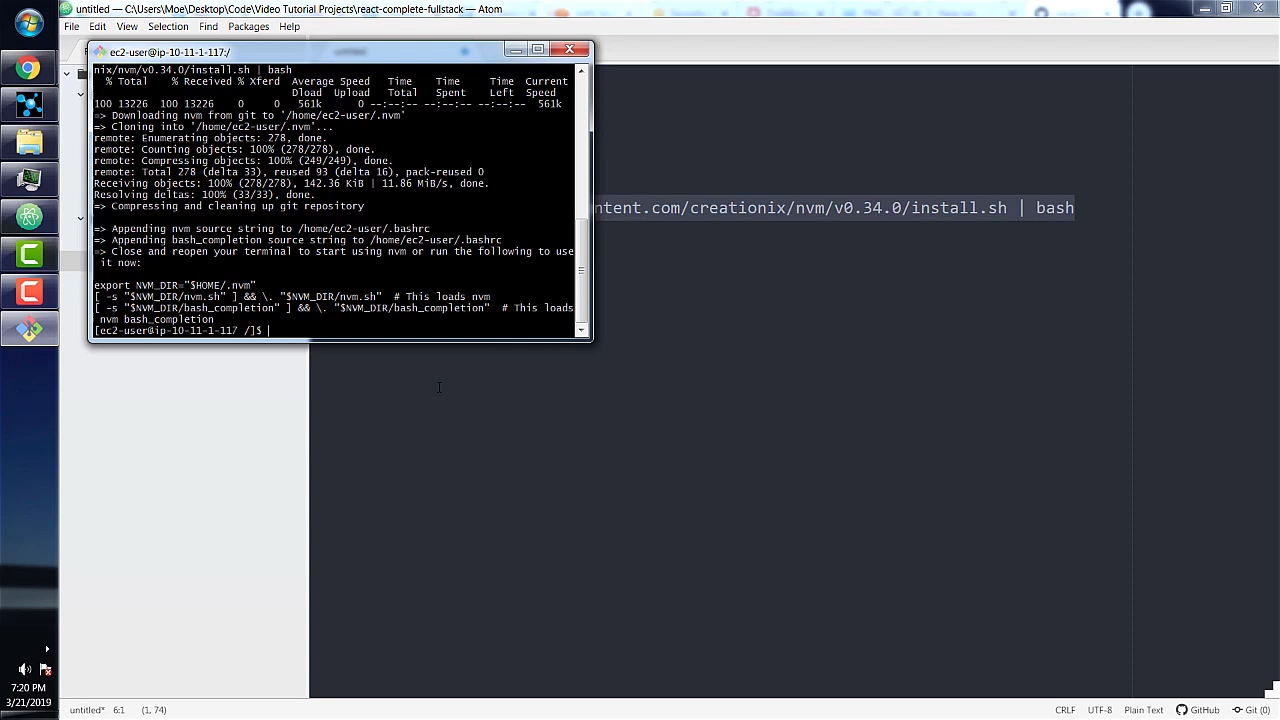 untitled — C:\Users\Moe\Desktop\Code\Video Tutorial Projects\react-complete-fullstack — Atom
File Edit View Selection Find Packages Help
ec2-user@ip-10-11-1-117:/
nix/nvm/v0.34.0/install.sh | bash
% Total % Received % Xferd Average Speed Time Time Time Current
Dload Upload Total Spent Left Speed
100 13226 100 13226 0 0 561k 0 --:--:-- --:--:-- --:--:-- 561k
=> Downloading nvm from git to '/home/ec2-user/.nvm'
=> Cloning into '/home/ec2-user/.nvm'...
remote: Enumerating objects: 278, done.
remote: Counting objects: 100% (278/278), done.
remote: Compressing objects: 100% (249/249), done.
remote: Total 278 (delta 33), reused 93 (delta 16), pack-reused 0
Receiving objects: 100% (278/278), 142.36 KiB | 11.86 MiB/s, done.
Resolving deltas: 100% (33/33), done.
=> Compressing and cleaning up git repository
=> Appending nvm source string to /home/ec2-user/.bashrc
=> Appending bash_completion source string to /home/ec2-user/.bashrc
=> Close and reopen your terminal to start using nvm or run the following to use
it now:
export NVM_DIR="$HOME/.nvm"
[ -s "$NVM_DIR/nvm.sh" ] && \. "$NVM_DIR/nvm.sh" # This loads nvm
[ -s "$NVM_DIR/bash_completion" ] && \. "$NVM_DIR/bash_completion" # This loads
nvm bash_completion
[ec2-user@ip-10-11-1-117 /]$
ntent.com/creationix/nvm/v0.34.0/install.sh | bash
7:20 PM
3/21/2019
untitled* 6:1 (1, 74)
CRLF UTF-8 Plain Text GitHub Git (0)